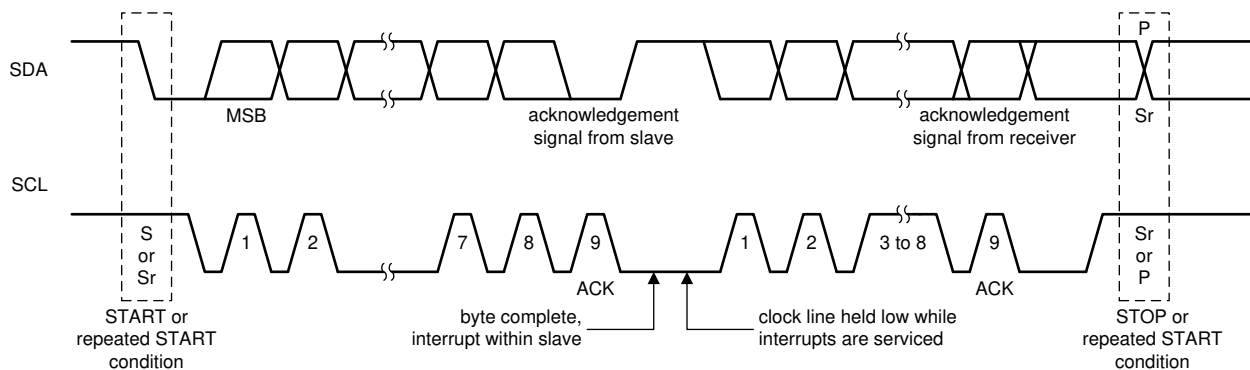 P
SDA
MSB
acknowledgement
signal from slave
acknowledgement
signal from receiver
Sr
SCL
S
or
Sr
1
2
7
8
9
1
2
3 to 8
9
Sr
or
P
ACK
ACK
START or
repeated START
condition
byte complete,
interrupt within slave
clock line held low while
interrupts are serviced
STOP or
repeated START
condition